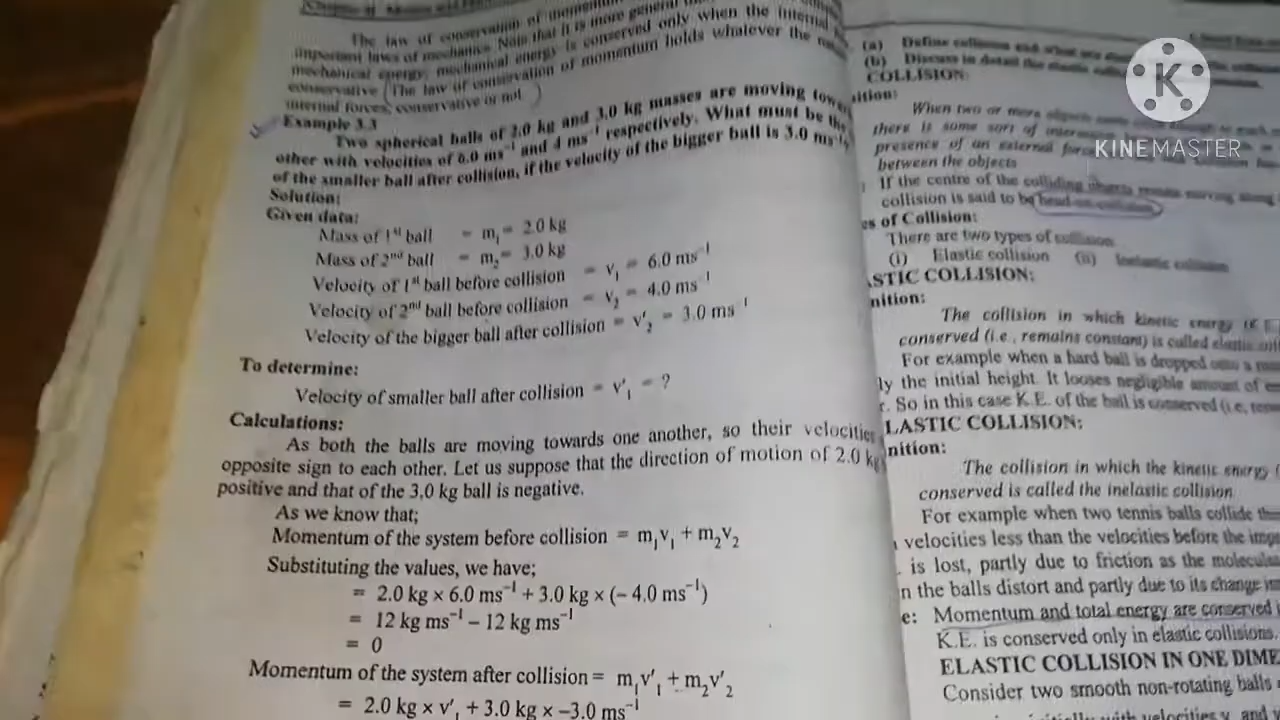 The law of conservation of momentum
important laws of mechanics. Note that it is more general
mechanical energy; mechanical energy is conserved only when the internal
conservative (The law of conservation of momentum holds whatever the
internal forces; conservative or not.)
Example 3.3
Two spherical balls of 2.0 kg and 3.0 kg masses are moving
other with velocities of 6.0 ms⁻¹ and 4 ms⁻¹ respectively. What must be the
of the smaller ball after collision, if the velocity of the bigger ball is 3.0 ms⁻¹
Solution:
Given data:
Mass of 1ˢᵗ ball = m₁ = 2.0 kg
Mass of 2ⁿᵈ ball = m₂ = 3.0 kg
Velocity of 1ˢᵗ ball before collision = v₁ = 6.0 ms⁻¹
Velocity of 2ⁿᵈ ball before collision = v₂ = 4.0 ms⁻¹
Velocity of the bigger ball after collision = v′₂ = 3.0 ms⁻¹
To determine:
Velocity of smaller ball after collision = v′₁ = ?
Calculations:
As both the balls are moving towards one another, so their velocities
opposite sign to each other. Let us suppose that the direction of motion of 2.0 kg
positive and that of the 3.0 kg ball is negative.
As we know that;
Momentum of the system before collision = m₁v₁ + m₂v₂
Substituting the values, we have;
= 2.0 kg × 6.0 ms⁻¹ + 3.0 kg × (– 4.0 ms⁻¹)
= 12 kg ms⁻¹ – 12 kg ms⁻¹
= 0
Momentum of the system after collision = m₁v′₁ + m₂v′₂
= 2.0 kg × v′₁ + 3.0 kg × –3.0 ms⁻¹
(a) Define collision and what are
(b) Discuss in detail the elastic
COLLISION:
nition:
When two or more objects
there is some sort of
presence of an external force
between the objects
If the centre of the colliding objects moving along
collision is said to be head-on-collision
es of Collision:
There are two types of collision.
(i) Elastic collision (ii) Inelastic collision
STIC COLLISION:
nition:
The collision in which kinetic energy
conserved (i.e., remains constant) is called elastic
For example when a hard ball is dropped onto a
ly the initial height. It looses negligible amount of
r. So in this case K.E. of the ball is conserved (i.e,
LASTIC COLLISION:
nition:
The collision in which the kinetic energy
conserved is called the inelastic collision
For example when two tennis balls collide
velocities less than the velocities before the
is lost, partly due to friction as the
n the balls distort and partly due to its change
e: Momentum and total energy are conserved
K.E. is conserved only in elastic collisions.
ELASTIC COLLISION IN ONE DIME
Consider two smooth non-rotating balls
with velocities v₁ and
K
KINEMASTER